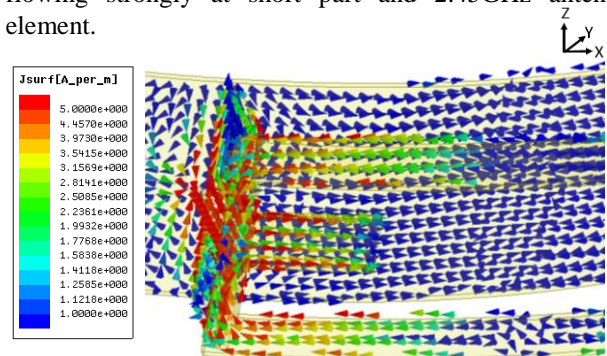 flowing strongly at short part and 2.45GHz
element.
Z
Y
X
Jsurf[A_per_m]
5.0000e+000
4.4570e+000
3.9730e+000
3.5415e+000
3.1569e+000
2.8141e+000
2.5085e+000
2.2361e+000
1.9932e+000
1.7768e+000
1.5838e+000
1.4118e+000
1.2585e+000
1.1218e+000
1.0000e+000